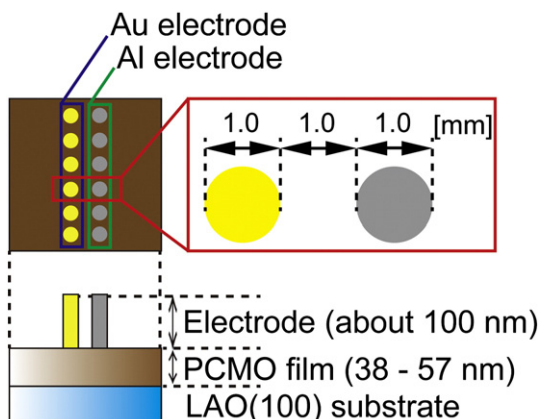 Au electrode
Al electrode
1.0 1.0 1.0 [mm]
Electrode (about 100 nm)
PCMO film (38 - 57 nm)
LAO(100) substrate